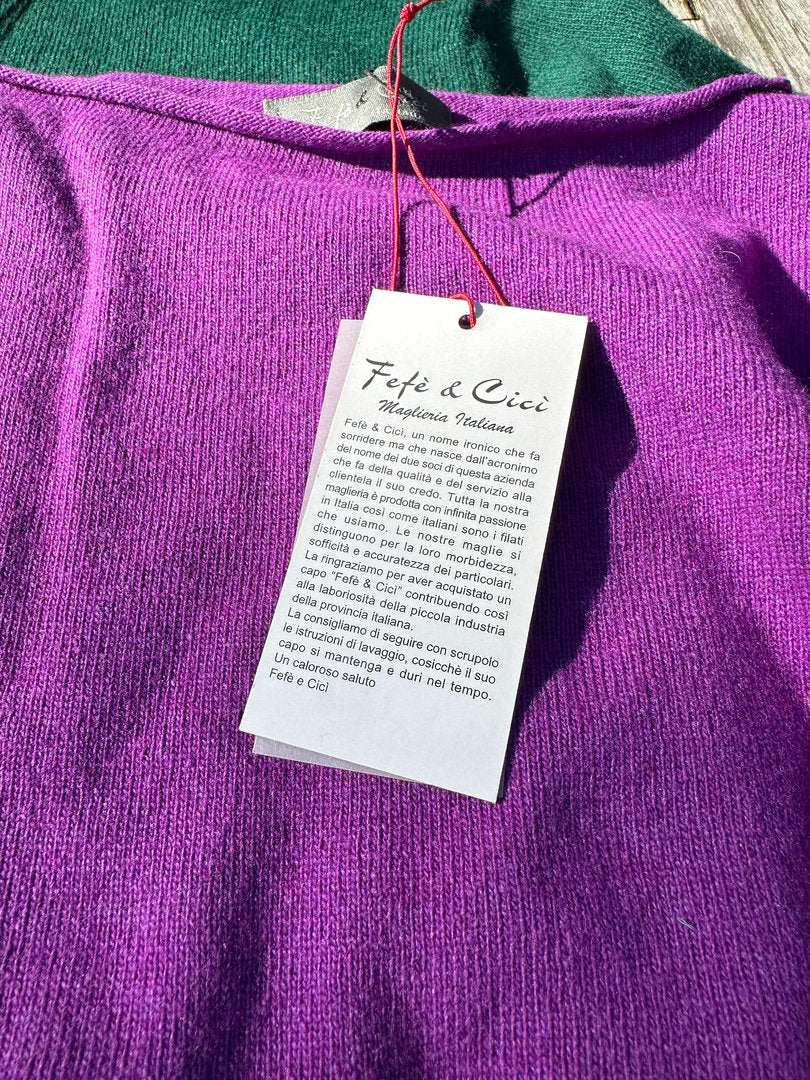 Fefè & Cicì
Maglieria Italiana
Fefè & Cicì, un nome ironico che fa
sorridere ma che nasce dall'acronimo
del nome dei due soci di questa azienda
che fa della qualità e del servizio alla
clientela il suo credo. Tutta la nostra
maglieria è prodotta con infinita passione
in Italia così come italiani sono i filati
che usiamo. Le nostre maglie si
distinguono per la loro morbidezza,
sofficità e accuratezza dei particolari.
La ringraziamo per aver acquistato un
capo "Fefè & Cicì" contribuendo così
alla laboriosità della piccola industria
della provincia italiana.
La consigliamo di seguire con scrupolo
le istruzioni di lavaggio, cosicchè il suo
capo si mantenga e duri nel tempo.
Un caloroso saluto
Fefè e Cicì